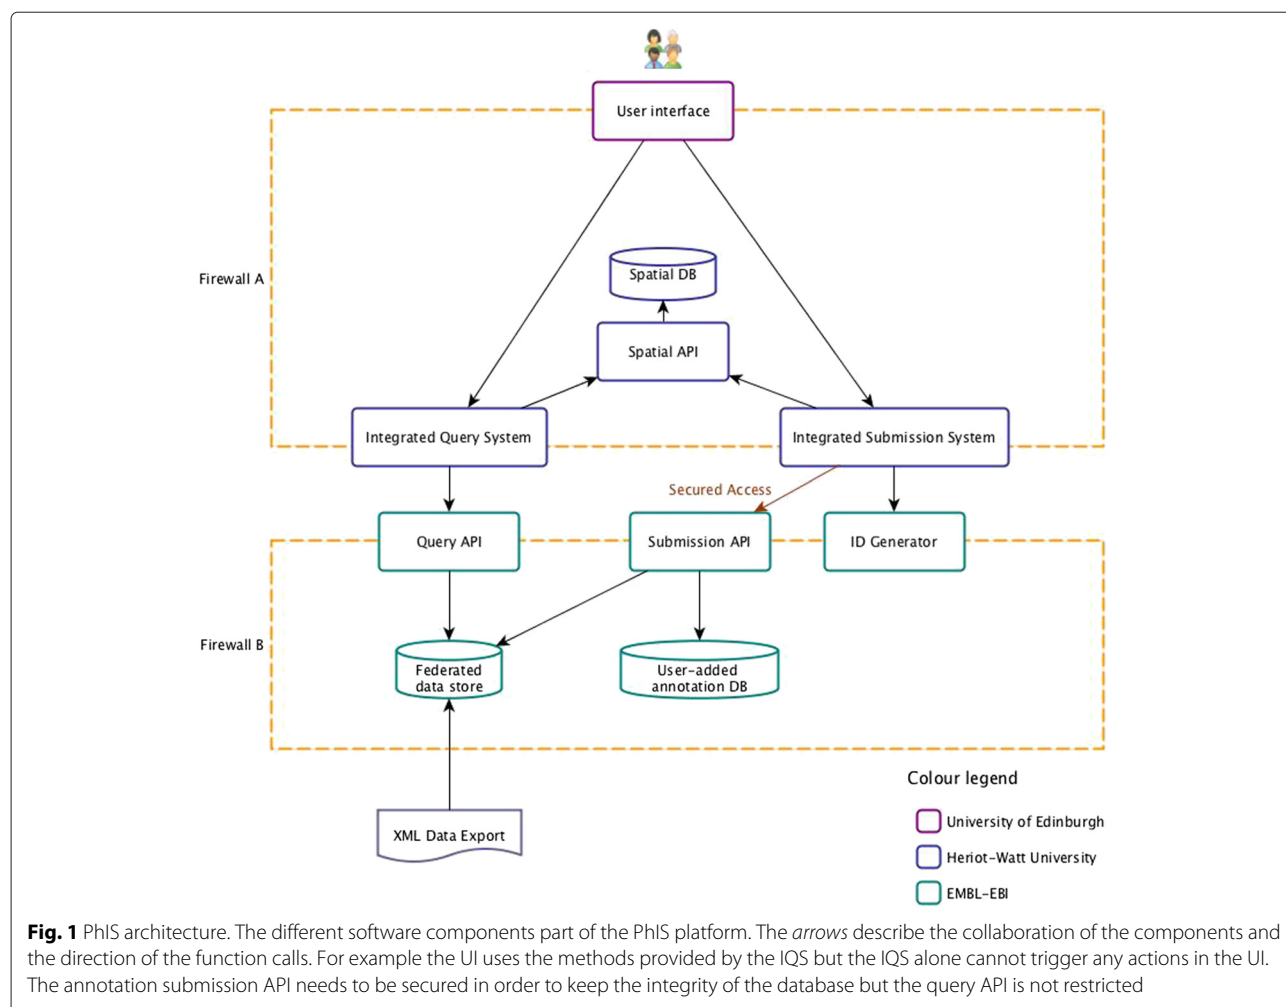 User interface
Firewall A
Spatial DB
Spatial API
Integrated Query System
Integrated Submission System
Secured Access
Query API
Submission API
ID Generator
Firewall B
Federated
data store
User-added
annotation DB
XML Data Export
Colour legend
University of Edinburgh
Heriot-Watt University
EMBL-EBI
Fig. 1 PhIS architecture. The different software components part of the PhIS platform. The arrows describe the collaboration of the components and
the direction of the function calls. For example the UI uses the methods provided by the IQS but the IQS alone cannot trigger any actions in the UI.
The annotation submission API needs to be secured in order to keep the integrity of the database but the query API is not restricted